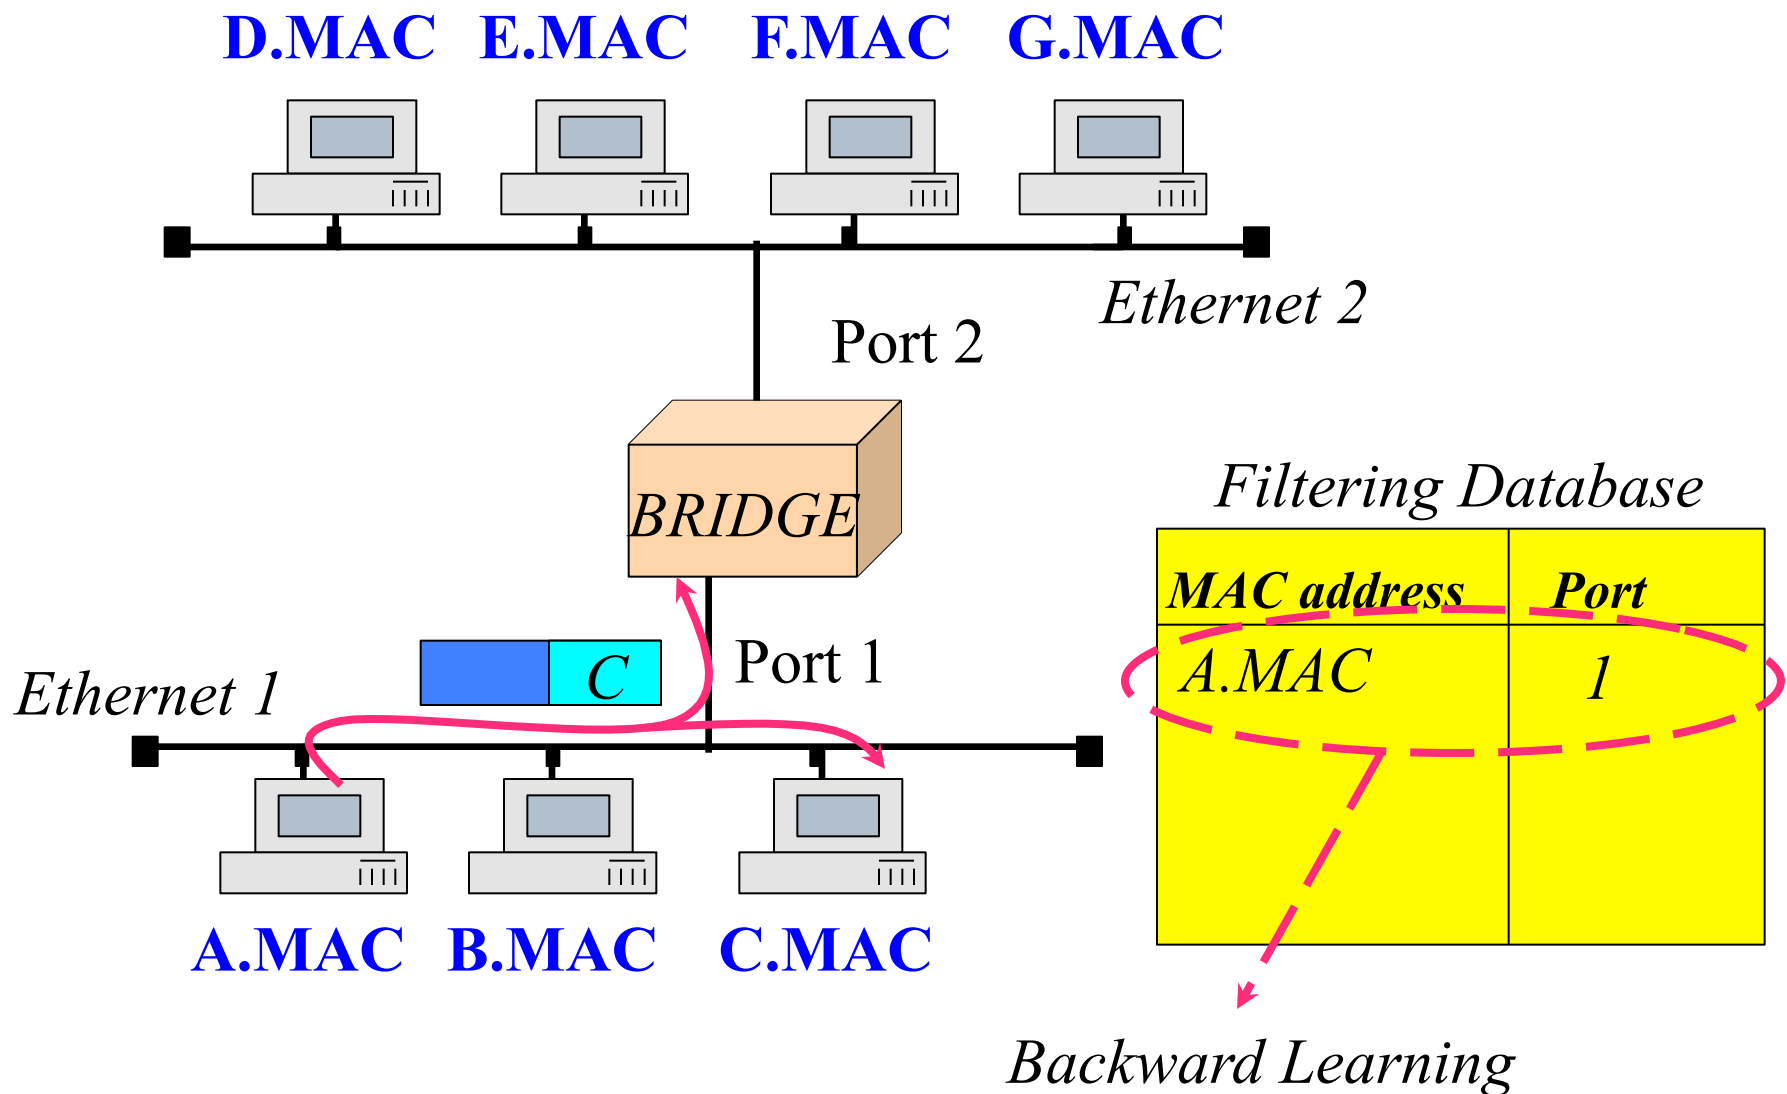 D.MAC E.MAC F.MAC G.MAC
Ethernet 2
Port 2
BRIDGE
Filtering Database
MAC address Port
A.MAC 1
C
Port 1
Ethernet 1
A.MAC B.MAC C.MAC
Backward Learning